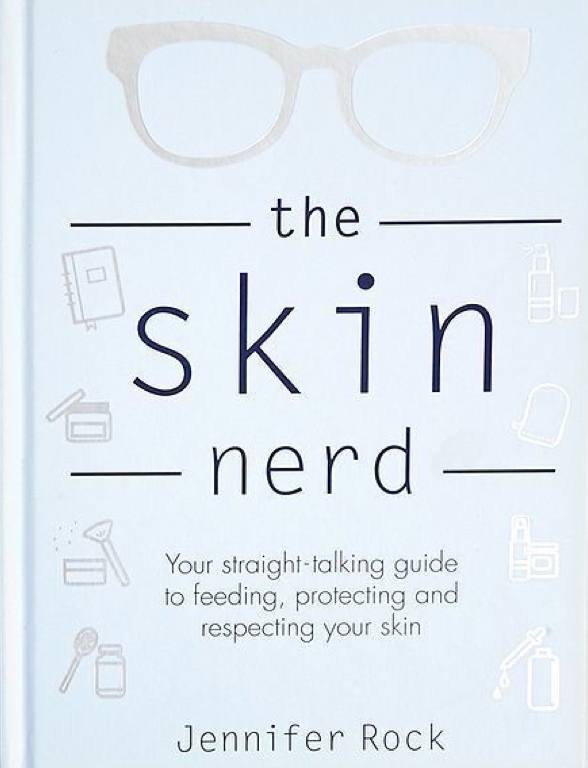 the
skin
nerd
Your straight-talking guide
to feeding, protecting and
respecting your skin
Jennifer Rock